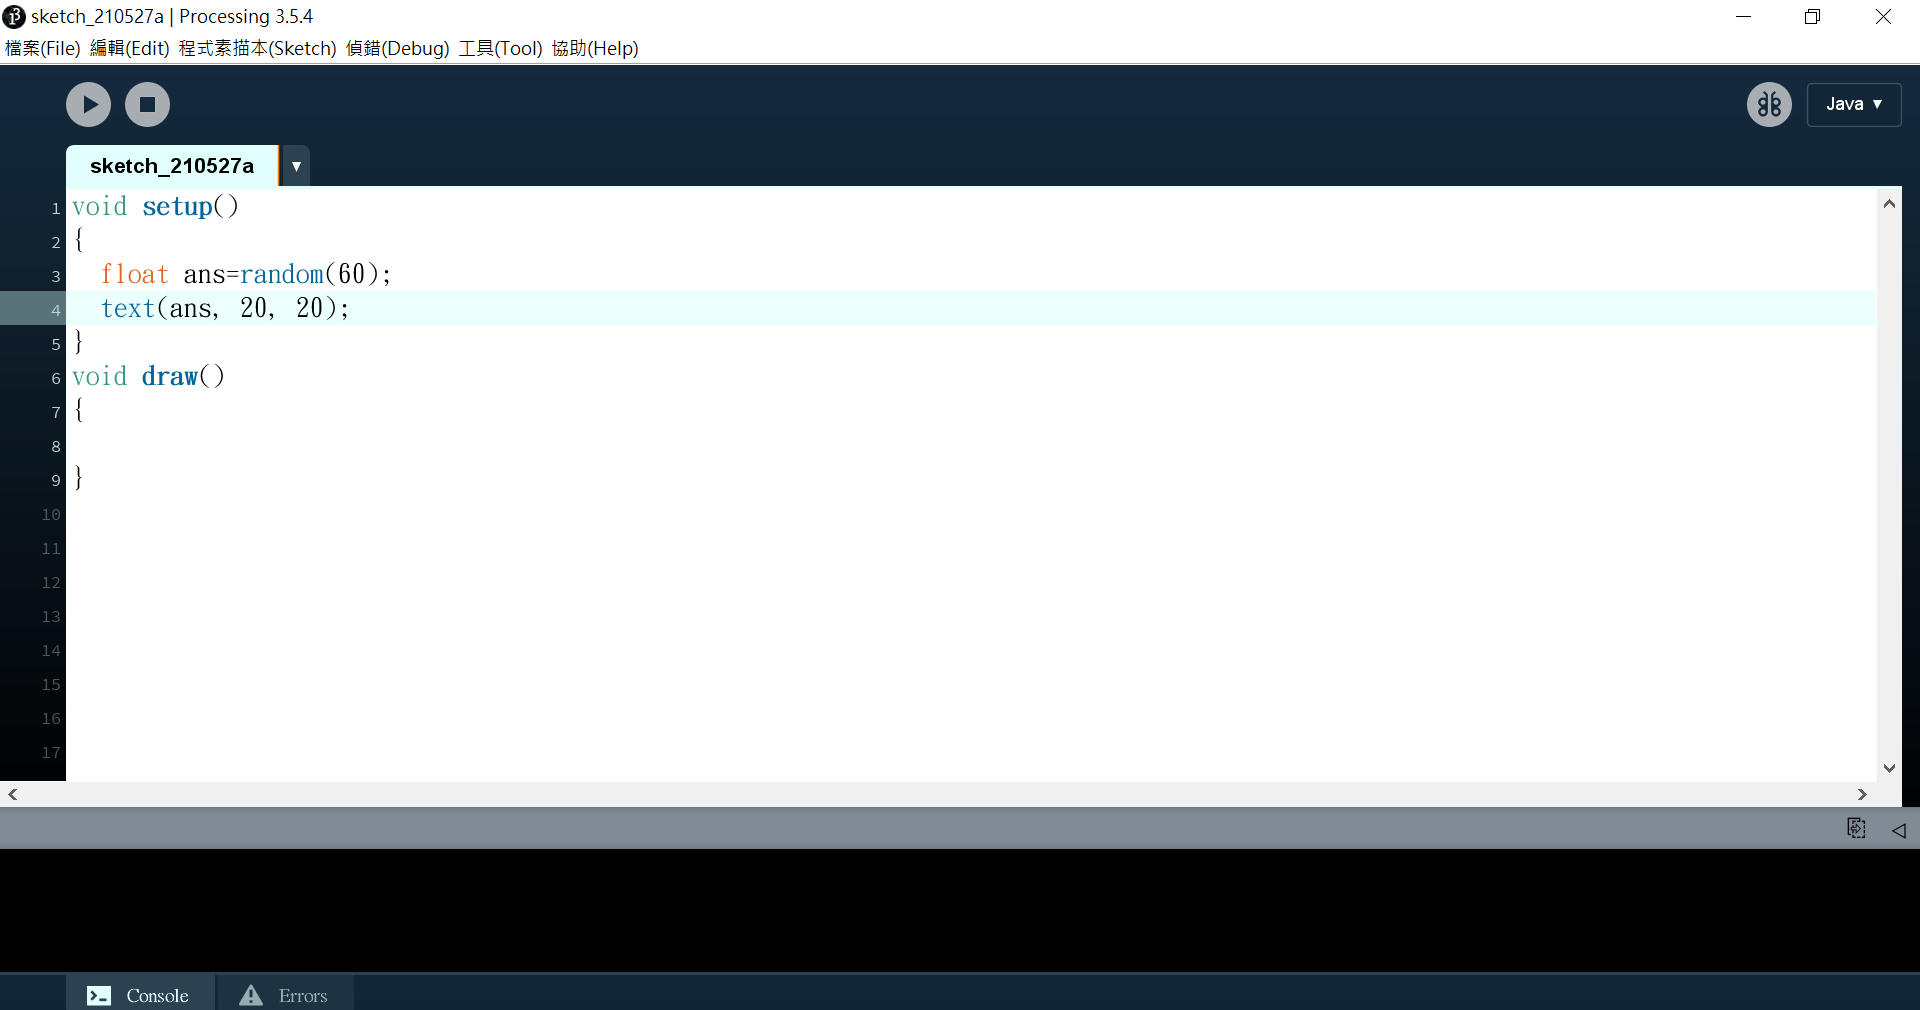 sketch_210527a | Processing 3.5.4
檔案(File) 編輯(Edit) 程式素描本(Sketch) 偵錯(Debug) 工具(Tool) 協助(Help)
Java ▼
sketch_210527a ▼
1 void setup()
2 {
3   float ans=random(60);
4   text(ans, 20, 20);
5 }
6 void draw()
7 {
8
9 }
10
11
12
13
14
15
16
17
Console Errors